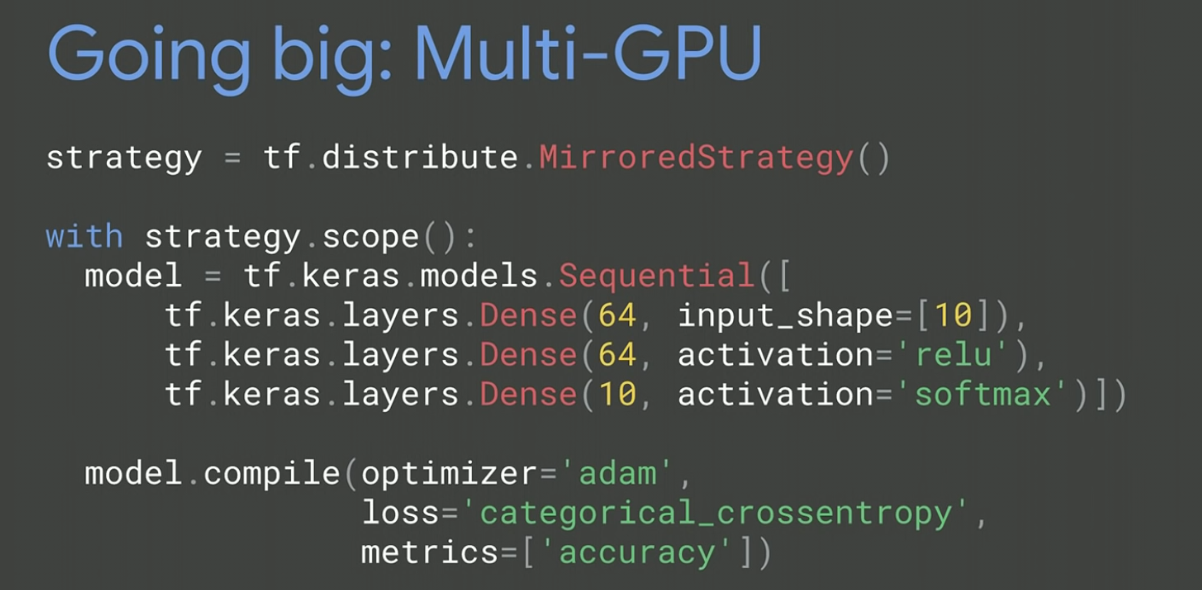 Going big: Multi-GPU
strategy = tf.distribute.MirroredStrategy()
with strategy.scope():
model = tf.keras.models.Sequential([
tf.keras.layers.Dense(64, input_shape=[10]),
tf.keras.layers.Dense(64, activation='relu'),
tf.keras.layers.Dense(10, activation='softmax')])
model.compile(optimizer='adam',
loss='categorical_crossentropy',
metrics=['accuracy'])